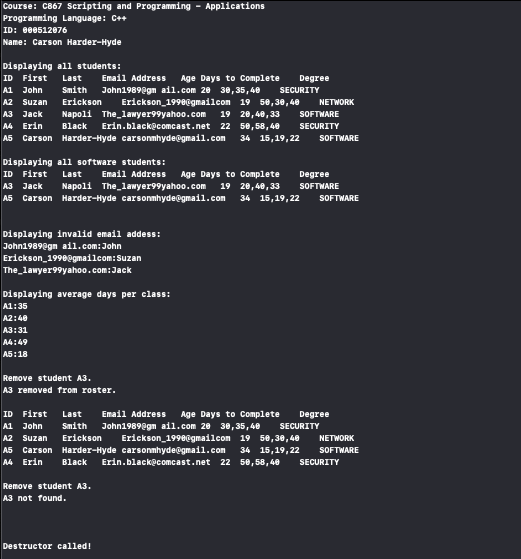 Course: C867 Scripting and Programming - Applications
Programming Language: C++
ID: 000512076
Name: Carson Harder-Hyde
Displaying all students:
ID First Last Email Address Age Days to Complete Degree
A1 John Smith John1989@gm ail.com 20 30,35,40 SECURITY
A2 Suzan Erickson Erickson_1990@gmailcom 19 50,30,40 NETWORK
A3 Jack Napoli The_lawyer99yahoo.com 19 20,40,33 SOFTWARE
A4 Erin Black Erin.black@comcast.net 22 50,58,40 SECURITY
A5 Carson Harder-Hyde carsonmhyde@gmail.com 34 15,19,22 SOFTWARE
Displaying all software students:
ID First Last Email Address Age Days to Complete Degree
A3 Jack Napoli The_lawyer99yahoo.com 19 20,40,33 SOFTWARE
A5 Carson Harder-Hyde carsonmhyde@gmail.com 34 15,19,22 SOFTWARE
Displaying invalid email addess:
John1989@gm ail.com:John
Erickson_1990@gmailcom:Suzan
The_lawyer99yahoo.com:Jack
Displaying average days per class:
A1:35
A2:40
A3:31
A4:49
A5:18
Remove student A3.
A3 removed from roster.
ID First Last Email Address Age Days to Complete Degree
A1 John Smith John1989@gm ail.com 20 30,35,40 SECURITY
A2 Suzan Erickson Erickson_1990@gmailcom 19 50,30,40 NETWORK
A5 Carson Harder-Hyde carsonmhyde@gmail.com 34 15,19,22 SOFTWARE
A4 Erin Black Erin.black@comcast.net 22 50,58,40 SECURITY
Remove student A3.
A3 not found.
Destructor called!